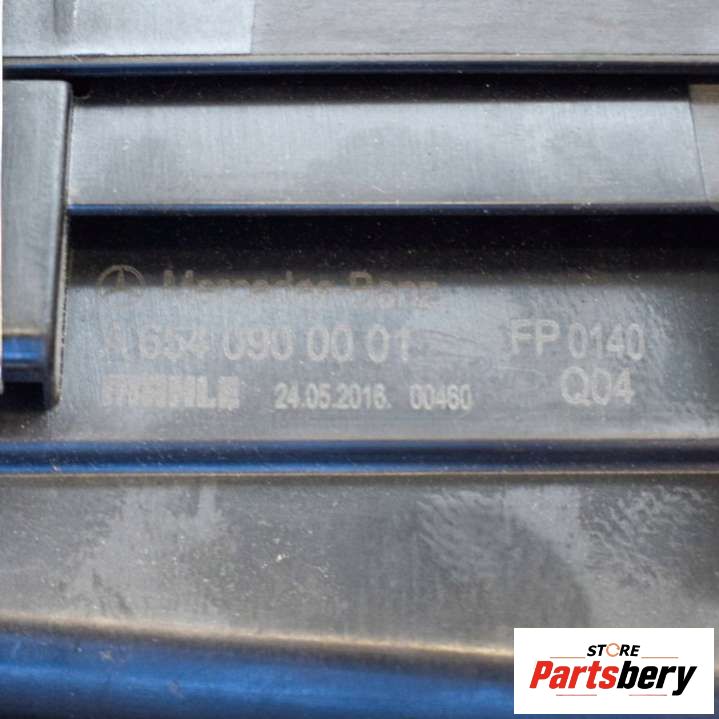 Mercedes-Benz
A 654 090 00 01 FP 0140
MAHLE 24.05.2016 00460 Q04
STORE
Partsbery